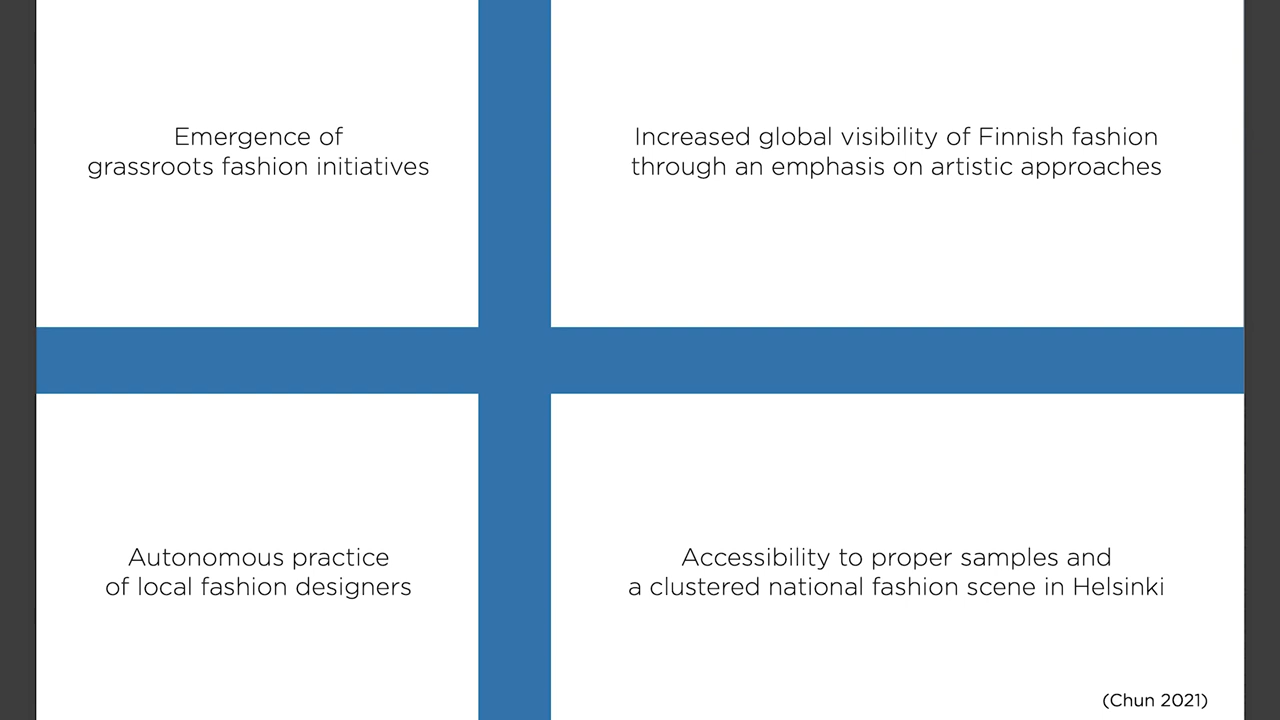 Emergence of
grassroots fashion initiatives
Increased global visibility of Finnish fashion
through an emphasis on artistic approaches
Autonomous practice
of local fashion designers
Accessibility to proper samples and
a clustered national fashion scene in Helsinki
(Chun 2021)